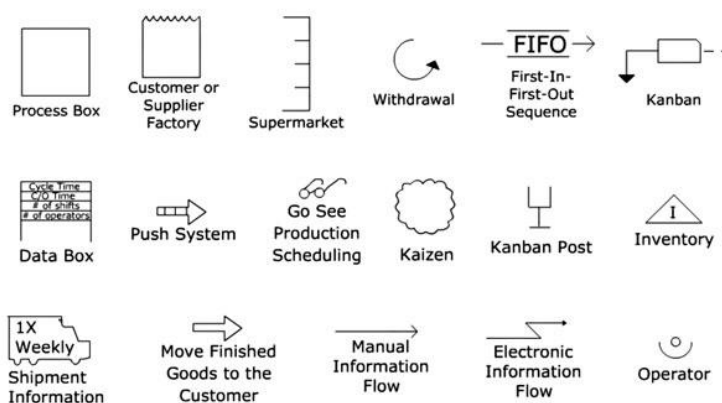 Process Box
Customer or
Supplier
Factory
Supermarket
Withdrawal
FIFO
First-In-
First-Out
Sequence
Kanban
Cycle Time
C/O Time
# of shifts
# of operators
Data Box
Push System
Go See
Production
Scheduling
Kaizen
Kanban Post
I
Inventory
1X
Weekly
Shipment
Information
Move Finished
Goods to the
Customer
Manual
Information
Flow
Electronic
Information
Flow
Operator